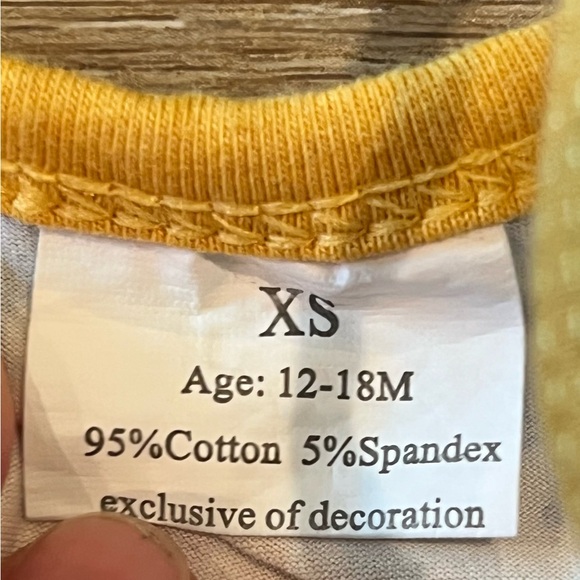 XS
Age: 12-18M
95%Cotton 5%Spandex
exclusive of decoration